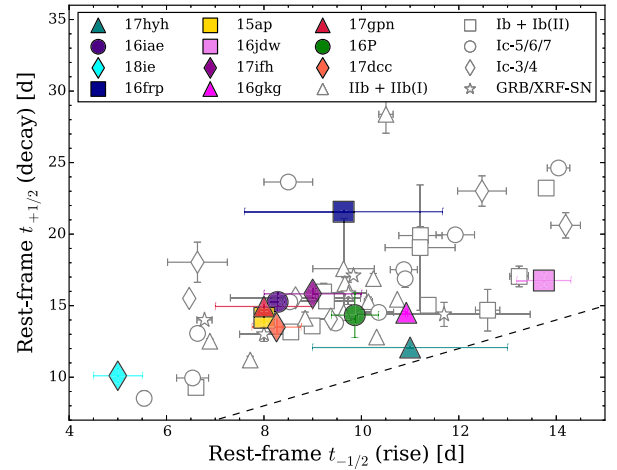 17hyh 15ap 17gpn Ib + Ib(II)
16iae 16jdw 16P Ic-5/6/7
18ie 17ifh 17dcc Ic-3/4
16frp 16gkg IIb + IIb(I) GRB/XRF-SN
Rest-frame t₊₁/₂ (decay) [d]
30
25
20
15
10
4 6 8 10 12 14
Rest-frame t₋₁/₂ (rise) [d]